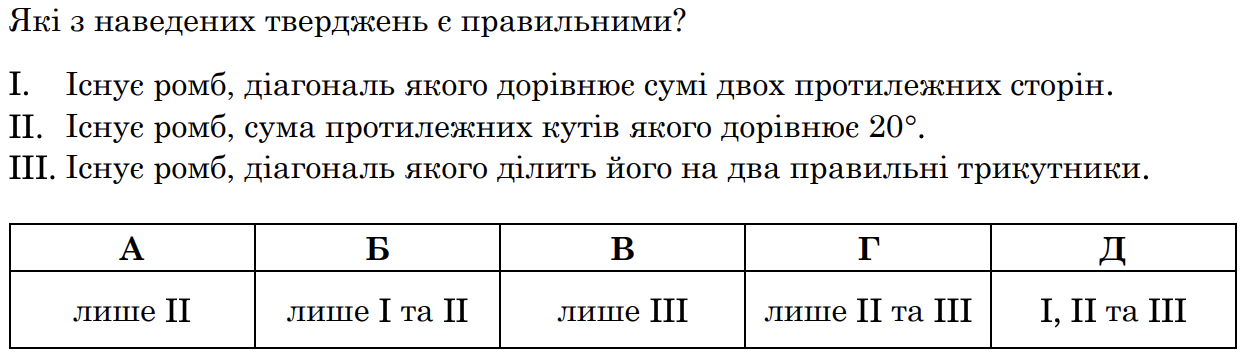 Які з наведених тверджень є правильними?
I. Існує ромб, діагональ якого дорівнює сумі двох протилежних сторін.
II. Існує ромб, сума протилежних кутів якого дорівнює 20°.
III. Існує ромб, діагональ якого ділить його на два правильні трикутники.
А Б В Г Д
лише II лише I та II лише III лише II та III I, II та III